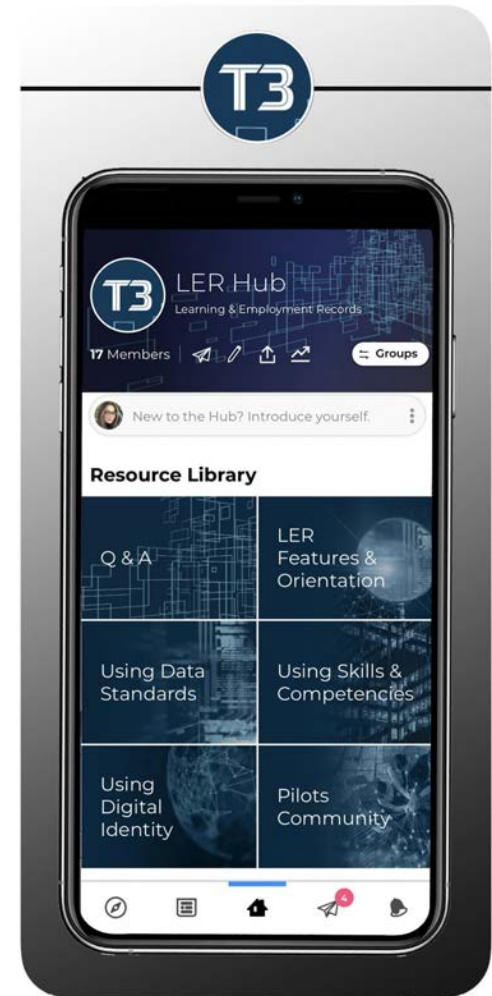 T3
T3
LER Hub
Learning & Employment Records
17 Members
Groups
New to the Hub? Introduce yourself.
Resource Library
Q & A
LER
Features &
Orientation
Using Data
Standards
Using Skills &
Competencies
Using
Digital
Identity
Pilots
Community
4